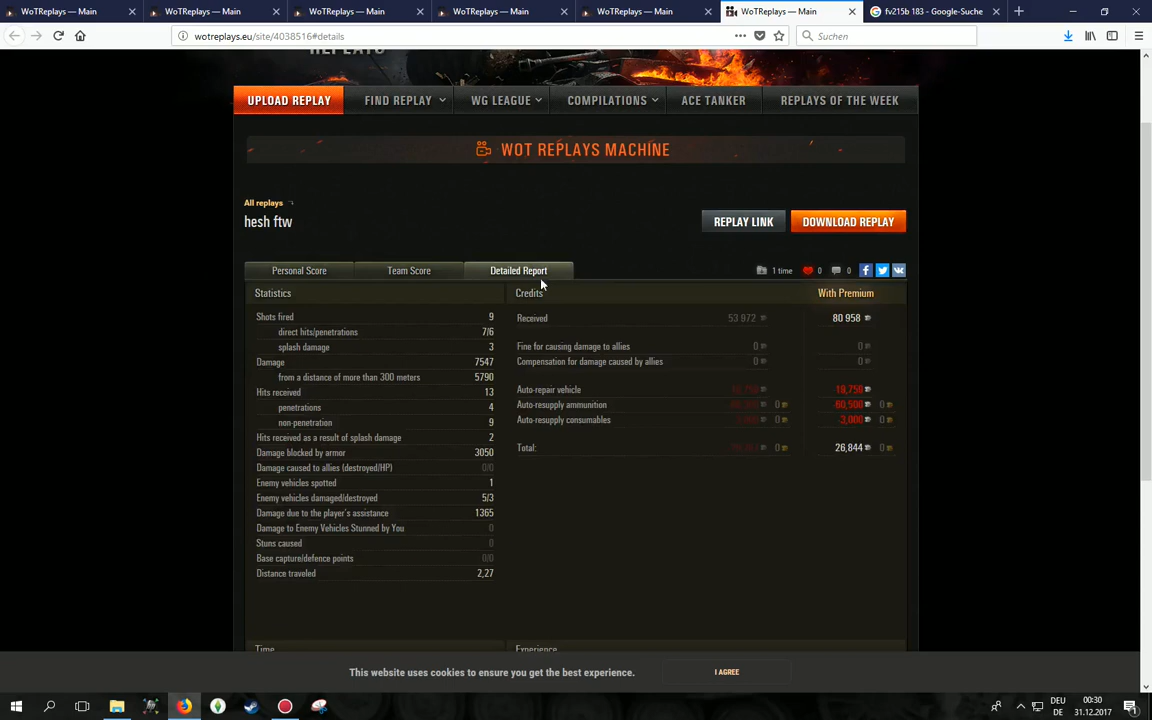 WoTReplays — Main
WoTReplays — Main
WoTReplays — Main
WoTReplays — Main
WoTReplays — Main
WoTReplays — Main
fv215b 183 - Google-Suche
wotreplays.eu/site/4038516#details
Suchen
UPLOAD REPLAY
FIND REPLAY
WG LEAGUE
COMPILATIONS
ACE TANKER
REPLAYS OF THE WEEK
WOT REPLAYS MACHINE
All replays
hesh ftw
REPLAY LINK
DOWNLOAD REPLAY
Personal Score
Team Score
Detailed Report
1 time
0
0
Statistics
Credits
With Premium
Shots fired 9
direct hits/penetrations 7/6
splash damage 3
Damage 7547
from a distance of more than 300 meters 5790
Hits received 13
penetrations 4
non-penetration 9
Hits received as a result of splash damage 2
Damage blocked by armor 3050
Damage caused to allies (destroyed/HP) 0/0
Enemy vehicles spotted 1
Enemy vehicles damaged/destroyed 5/3
Damage due to the player's assistance 1365
Damage to Enemy Vehicles Stunned by You 0
Stuns caused 0
Base capture/defence points 0/0
Distance traveled 2,27
Received 53 972 80 958
Fine for causing damage to allies 0 0
Compensation for damage caused by allies 0 0
Auto-repair vehicle
Auto-resupply ammunition 0 -60,500 0
Auto-resupply consumables 0 -3,000 0
Total: 0 26,844 0
Time
Experience
This website uses cookies to ensure you get the best experience.
I AGREE
DEU
DE
00:30
31.12.2017